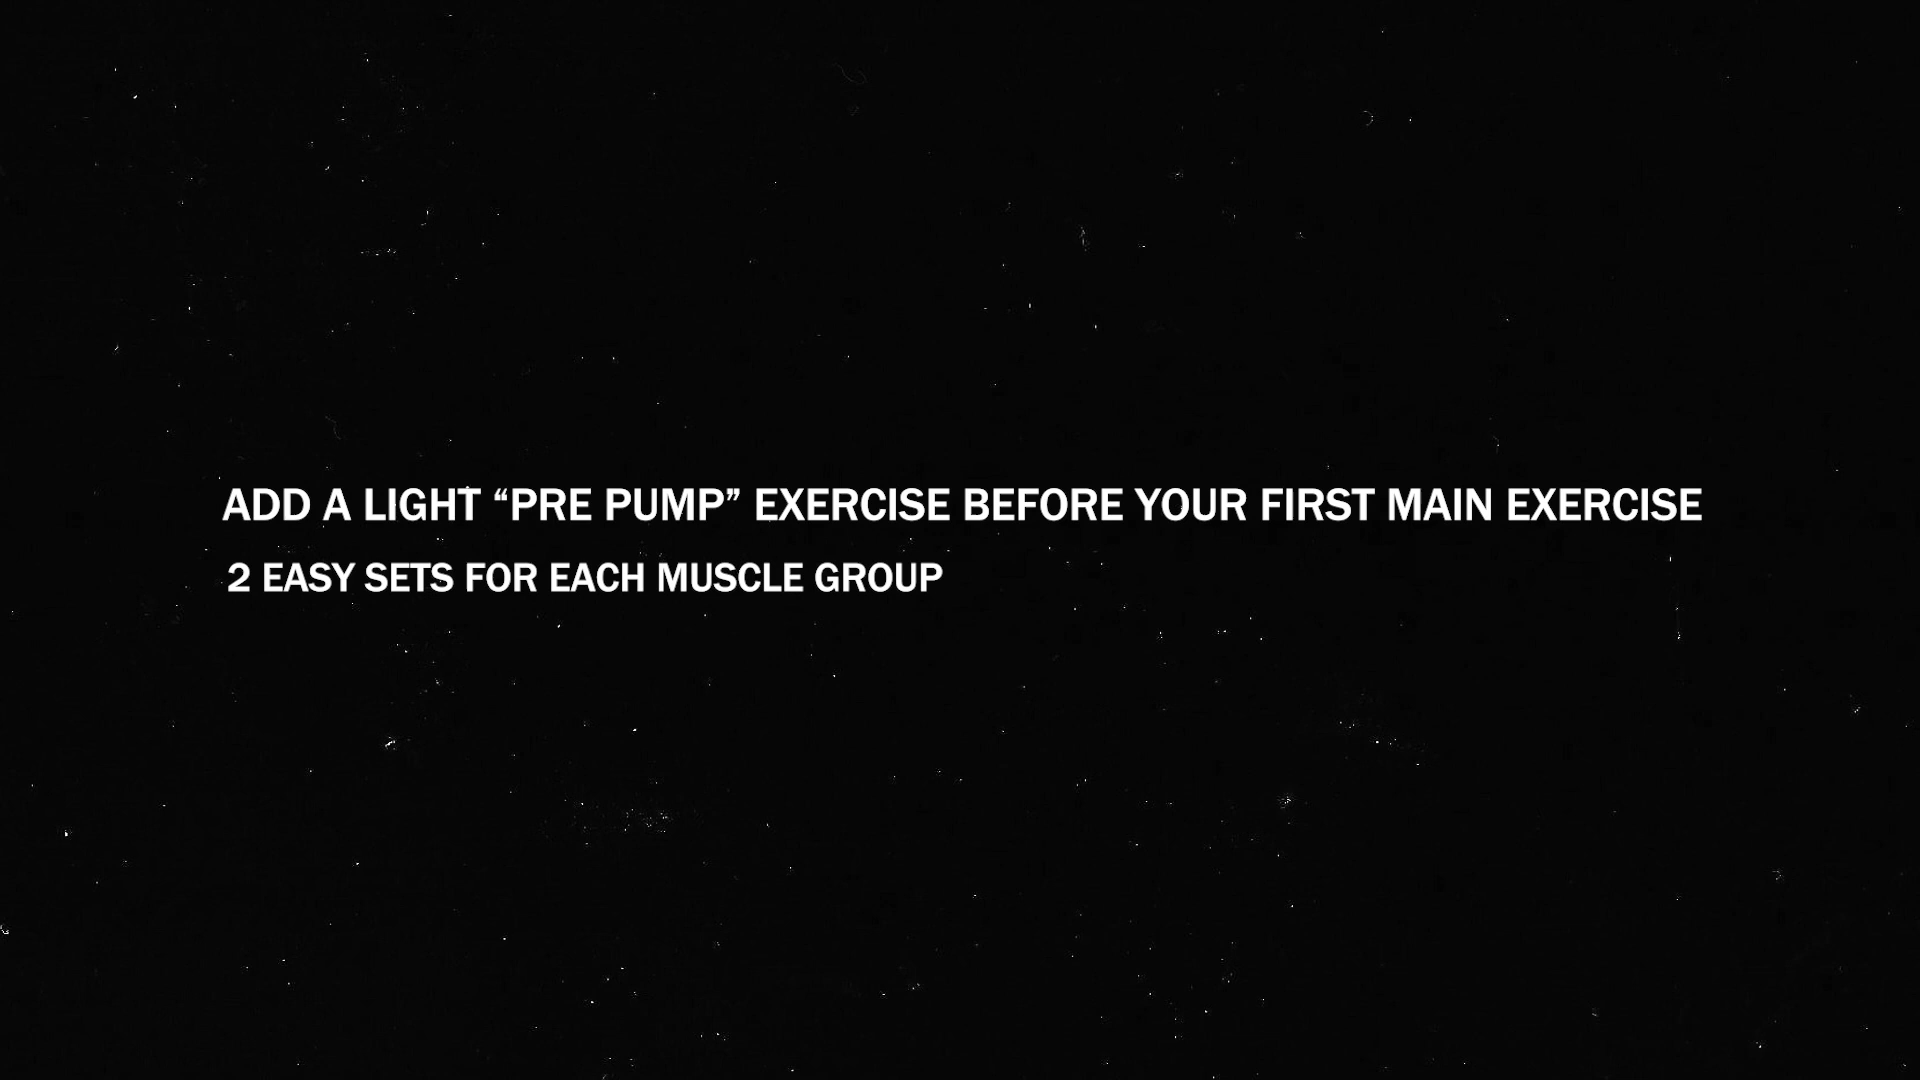 ADD A LIGHT “PRE PUMP” EXERCISE BEFORE YOUR FIRST MAIN EXERCISE
2 EASY SETS FOR EACH MUSCLE GROUP